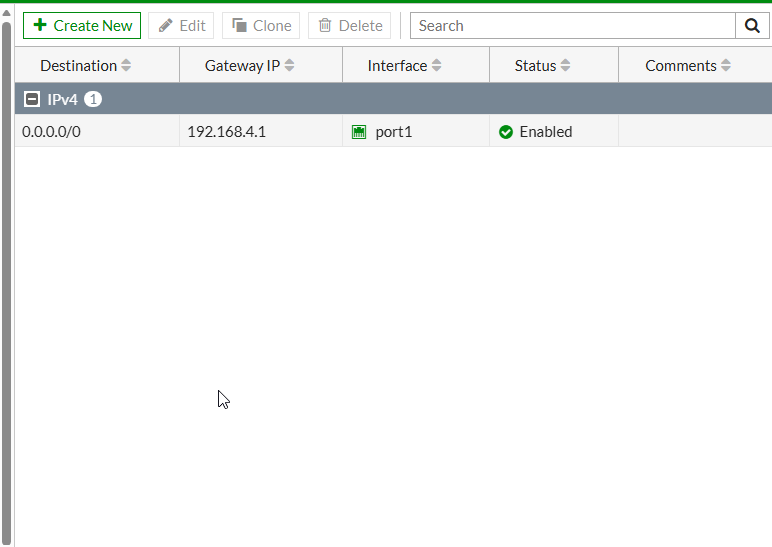 Create New Edit Clone Delete Search
Destination Gateway IP Interface Status Comments
IPv4 1
0.0.0.0/0 192.168.4.1 port1 Enabled